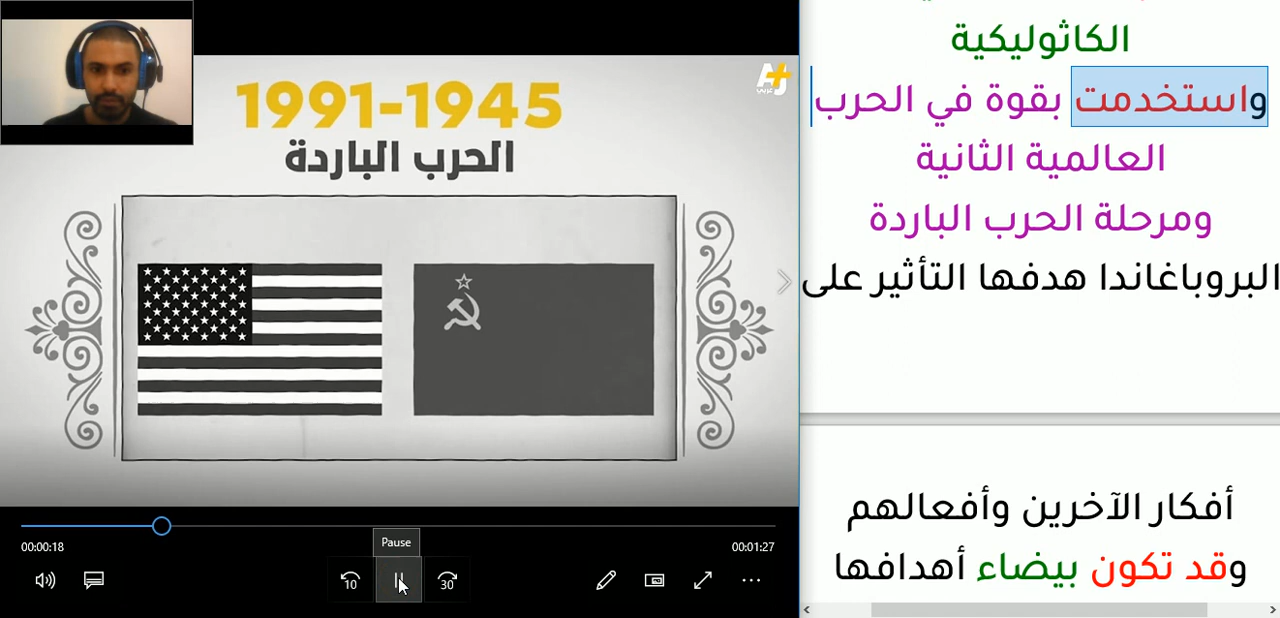 1991-1945
الحرب الباردة
عربي
00:00:18
Pause
00:01:27
10
30
الكاثوليكية
واستخدمت بقوة في الحرب
العالمية الثانية
ومرحلة الحرب الباردة
البروباغاندا هدفها التأثير على
أفكار الآخرين وأفعالهم
وقد تكون بيضاء أهدافها